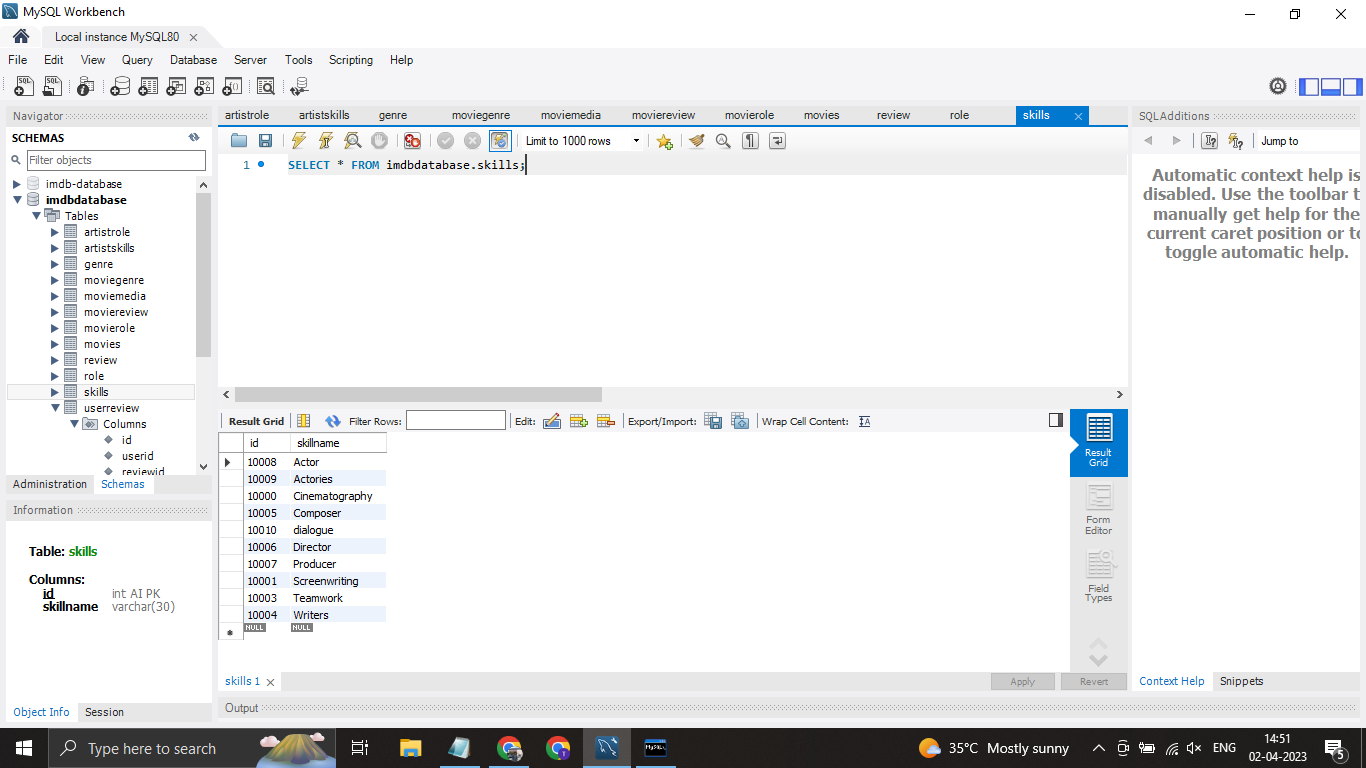 MySQL Workbench
Local instance MySQL80
File Edit View Query Database Server Tools Scripting Help
Navigator
SCHEMAS
Filter objects
imdb-database
imdbdatabase
Tables
artistrole
artistskills
genre
moviegenre
moviemedia
moviereview
movierole
movies
review
role
skills
userreview
Columns
id
userid
reviewid
Administration Schemas
Information
Table: skills
Columns:
id int AI PK
skillname varchar(30)
Object Info Session
artistrole artistskills genre moviegenre moviemedia moviereview movierole movies review role skills
Limit to 1000 rows
1 SELECT * FROM imdbdatabase.skills;
Result Grid Filter Rows: Edit: Export/Import: Wrap Cell Content:
id skillname
10008 Actor
10009 Actories
10000 Cinematography
10005 Composer
10010 dialogue
10006 Director
10007 Producer
10001 Screenwriting
10003 Teamwork
10004 Writers
NULL NULL
Result
Grid
Form
Editor
Field
Types
skills 1
Apply Revert
Output
SQLAdditions
Jump to
Automatic context help is
disabled. Use the toolbar t
manually get help for the
current caret position or to
toggle automatic help.
Context Help Snippets
Type here to search
35°C Mostly sunny
ENG
14:51
02-04-2023
5